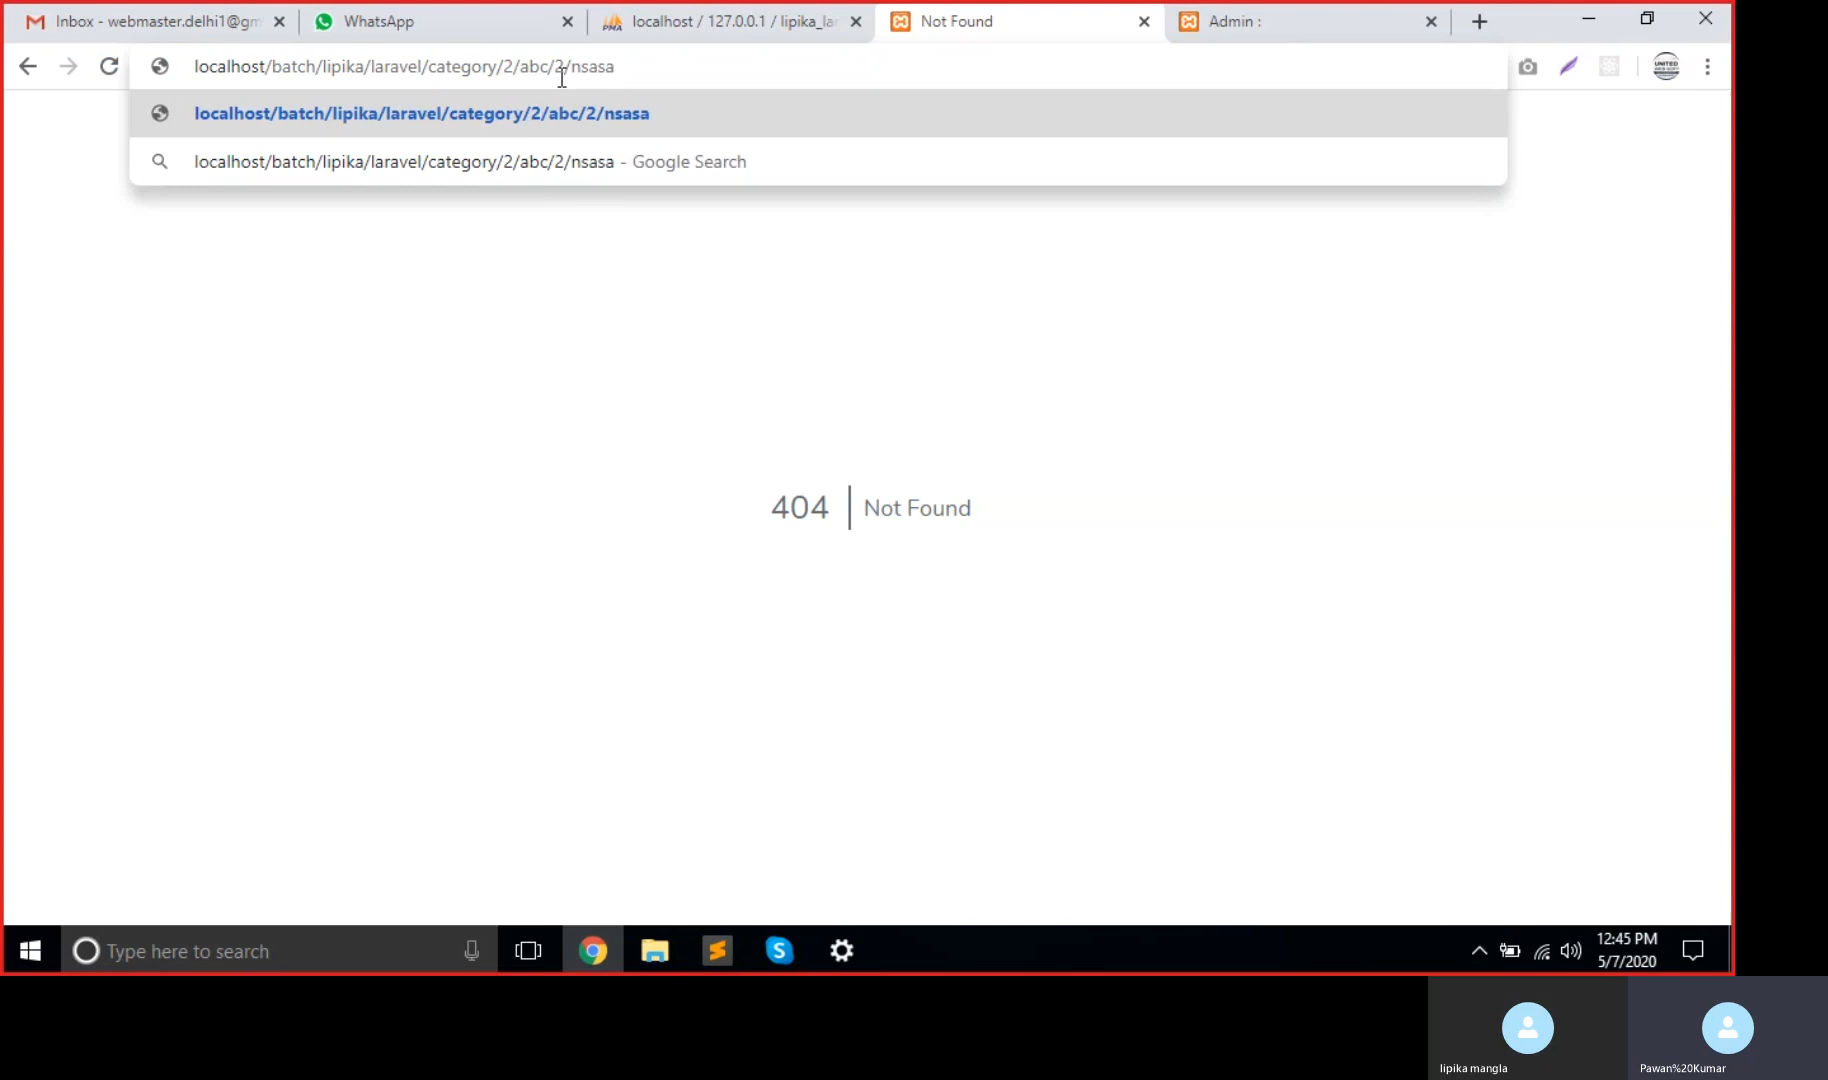 Inbox - webmaster.delhi1@gm
WhatsApp
PMA
localhost / 127.0.0.1 / lipika_la
Not Found
Admin :
localhost/batch/lipika/laravel/category/2/abc/2/nsasa
UNITED
localhost/batch/lipika/laravel/category/2/abc/2/nsasa
localhost/batch/lipika/laravel/category/2/abc/2/nsasa - Google Search
404 | Not Found
Type here to search
12:45 PM
5/7/2020
lipika mangla
Pawan%20Kumar